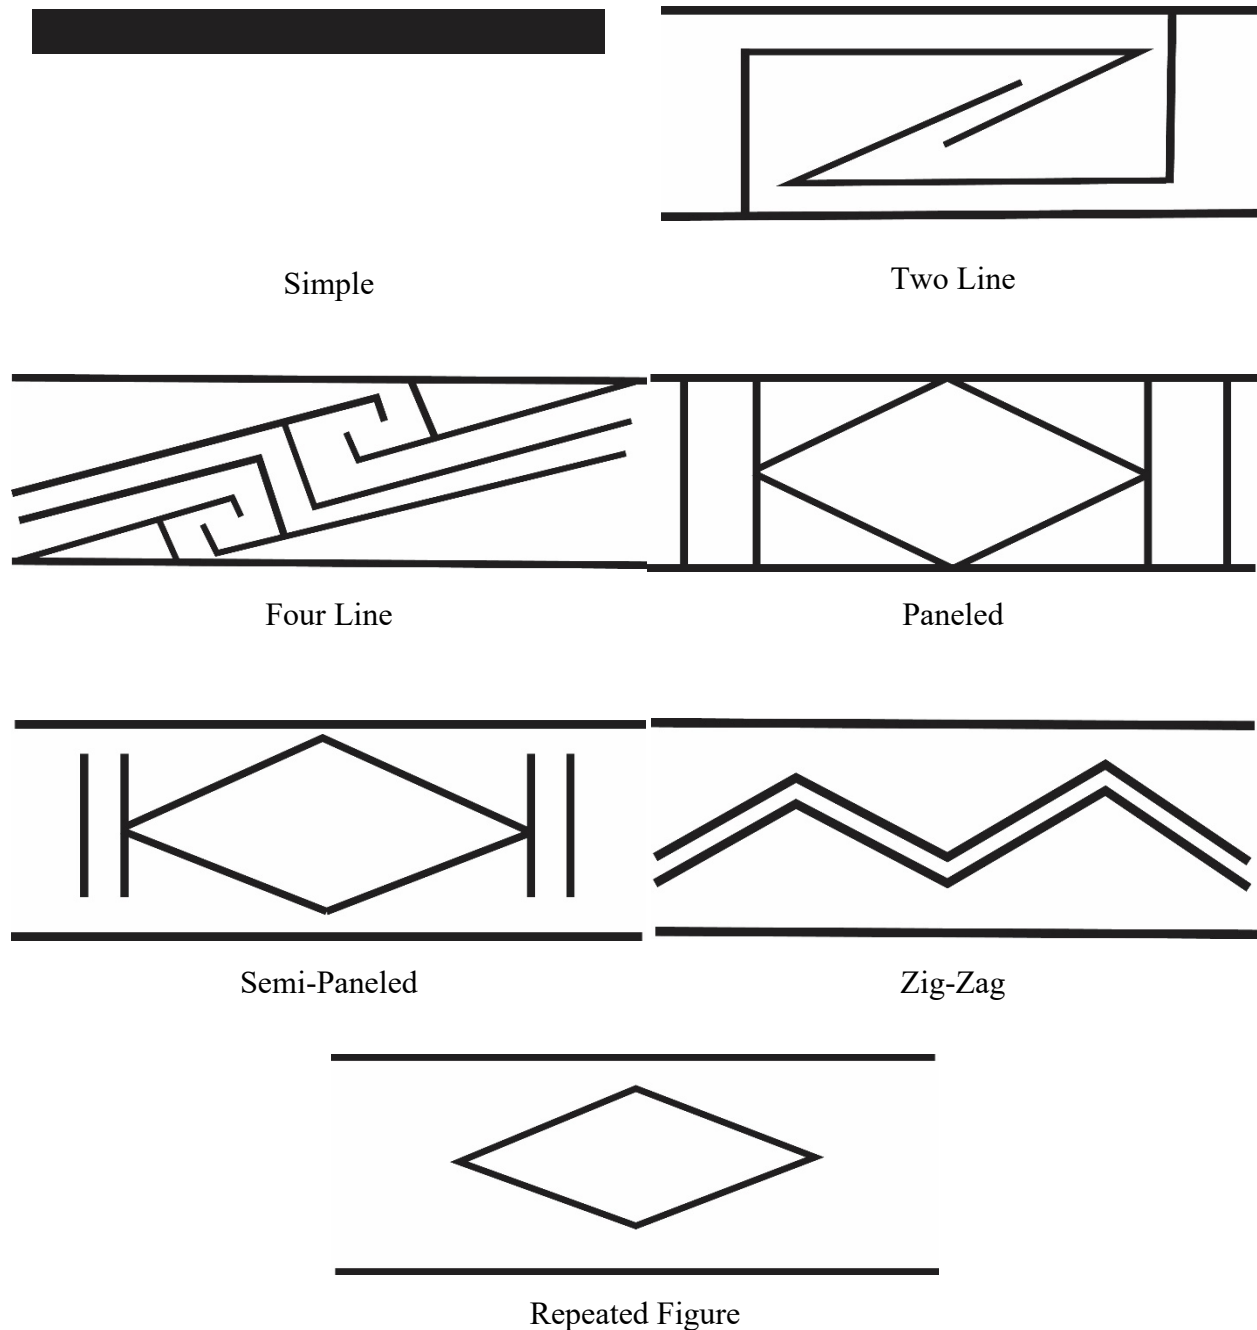 Simple
Two Line
Four Line
Paneled
Semi-Paneled
Zig-Zag
Repeated Figure